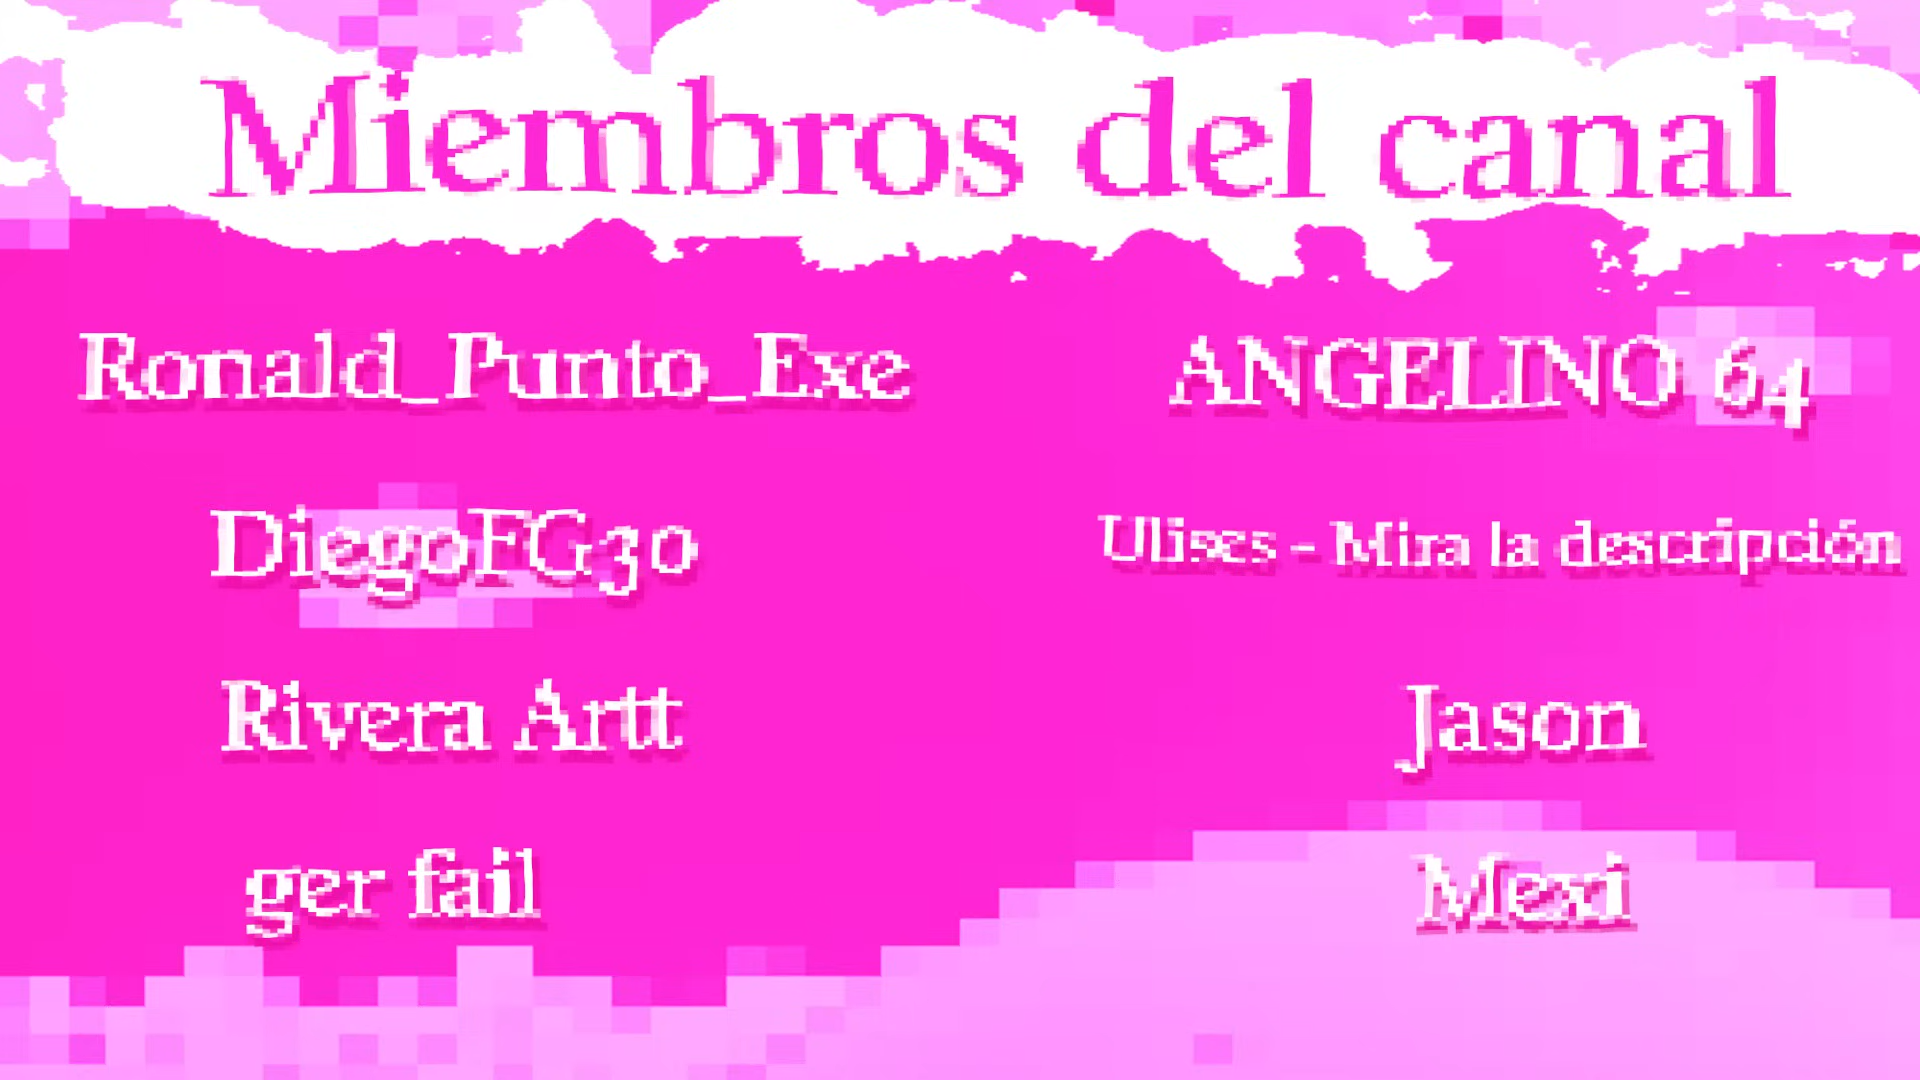 Miembros del canal
Ronald_Punto_Exe
ANGELINO 64
DiegoFG30
Ulises - Mira la descripción
Rivera Artt
Jason
ger fail
Mexi